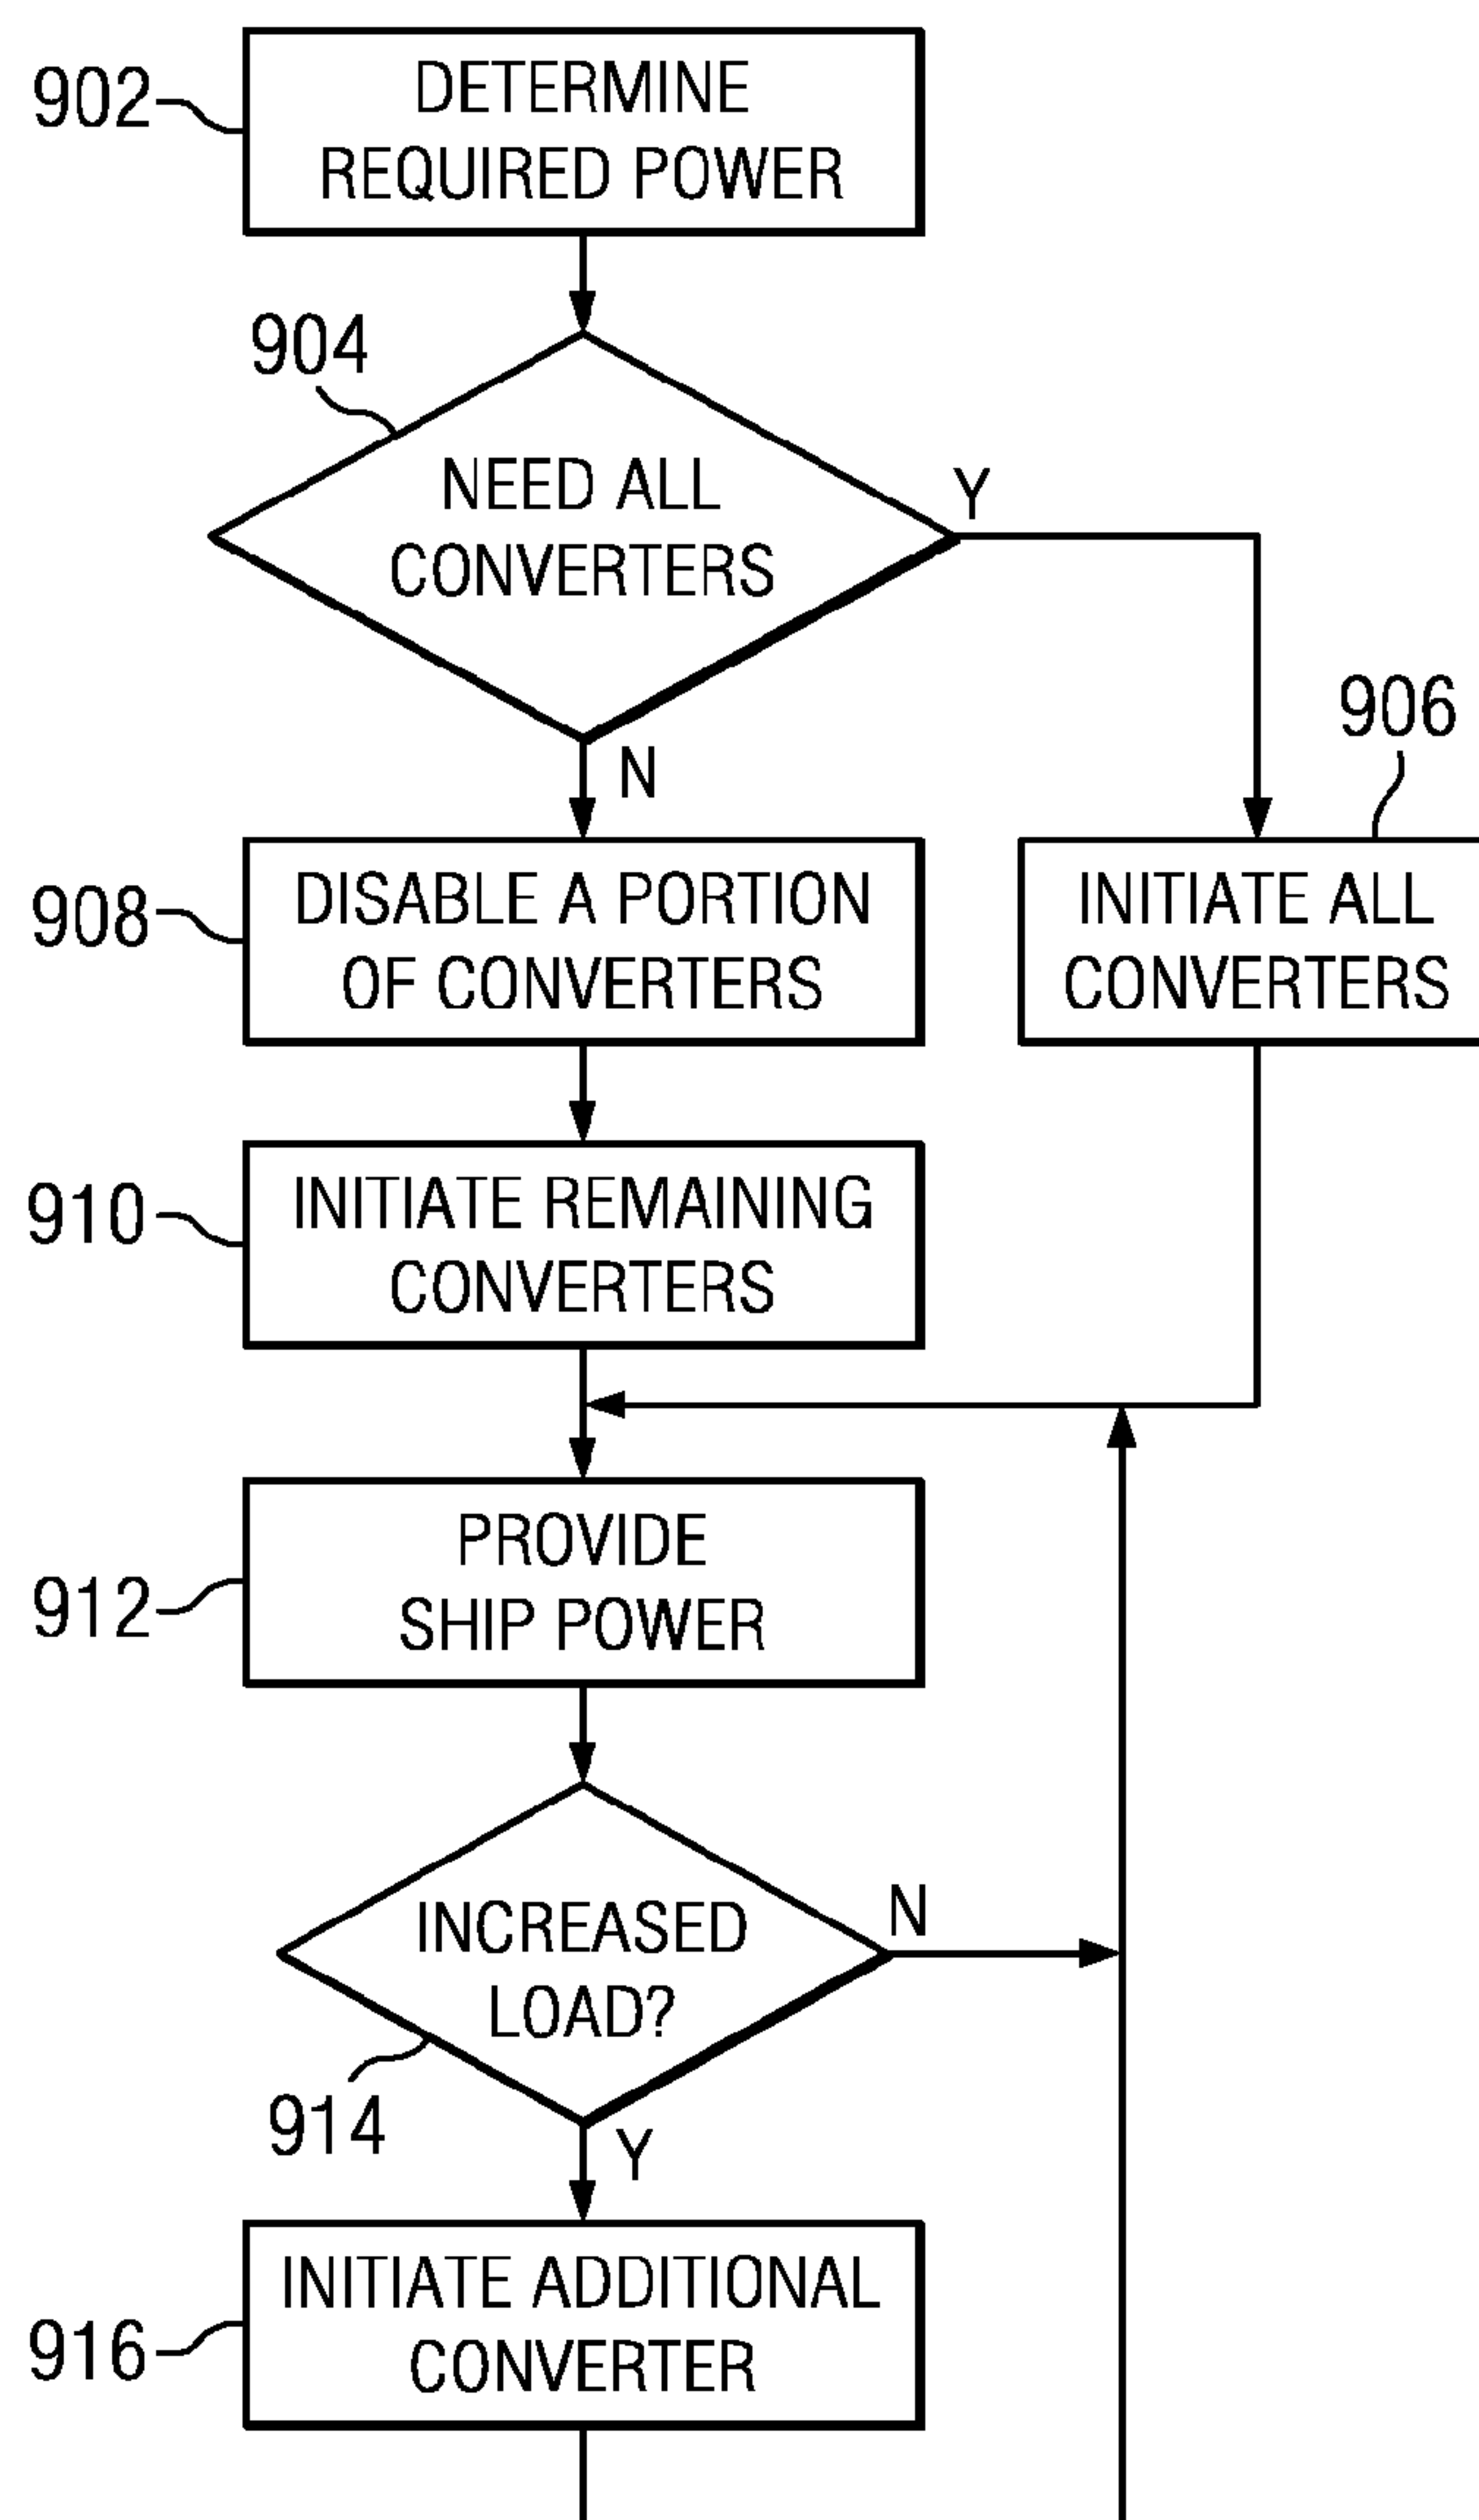 902
DETERMINE
REQUIRED POWER
904
NEED ALL
CONVERTERS
Y
N
906
908
DISABLE A PORTION
OF CONVERTERS
INITIATE ALL
CONVERTERS
910
INITIATE REMAINING
CONVERTERS
912
PROVIDE
SHIP POWER
INCREASED
LOAD?
N
914
Y
916
INITIATE ADDITIONAL
CONVERTER